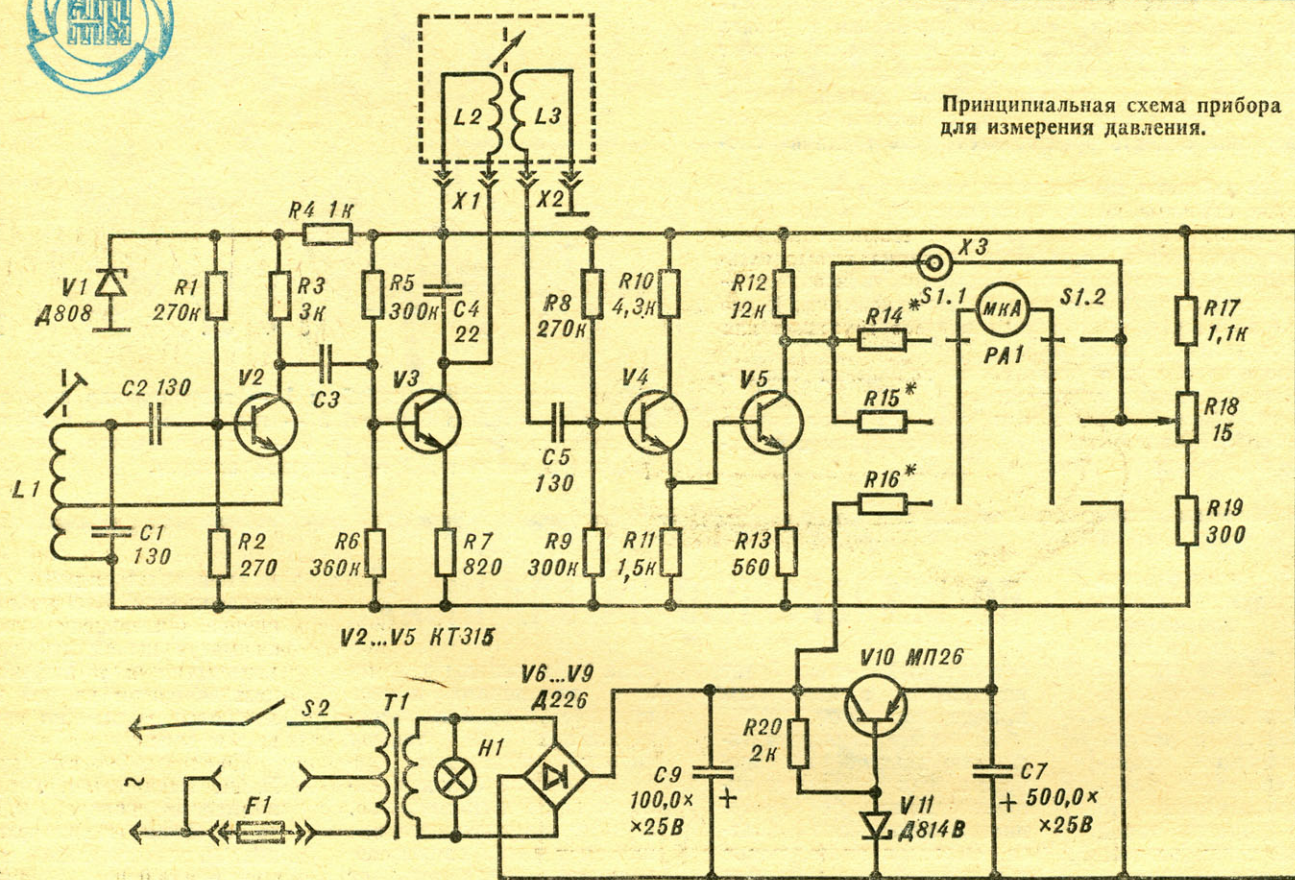 Принципиальная схема прибора
для измерения давления.
L2
L3
X1
X2
R4 1к
V1
Д808
R1
270к
R3
3к
R5
300к
C4
22
R8
270к
R10
4,3к
R12
12к
X3
S1.1
мкА
S1.2
PA1
R14*
R17
1,1к
C2 130
V2
C3
V3
V4
V5
R15*
R18
15
L1
C5
130
R16*
C1
130
R2
270
R6
360к
R7
820
R9
300к
R11
1,5к
R13
560
R19
300
V2...V5 КТ315
V10 МП26
V6...V9
Д226
S2
T1
H1
R20
2к
~
F1
C9
100,0×
×25В
+
V11
Д814В
C7
+ 500,0×
×25В